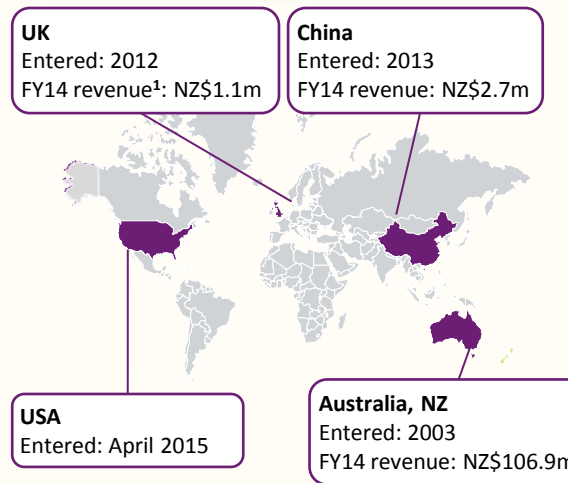 UK
Entered: 2012
FY14 revenue¹: NZ$1.1m
China
Entered: 2013
FY14 revenue: NZ$2.7m
USA
Entered: April 2015
Australia, NZ
Entered: 2003
FY14 revenue: NZ$106.9m